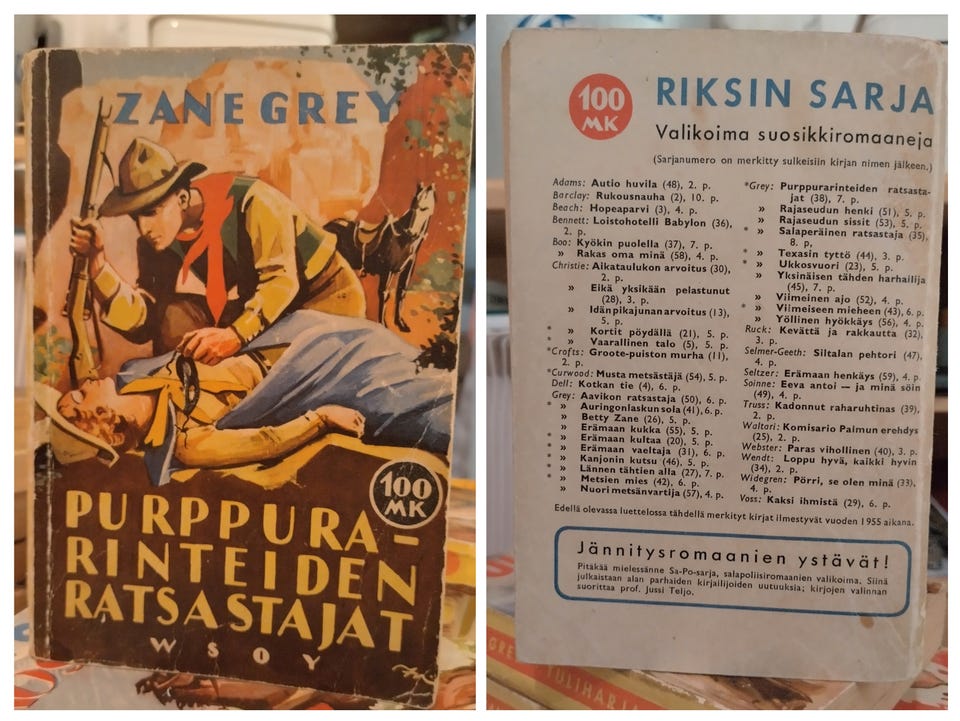 ZANE GREY
100
MK
PURPPURA-
RINTEIDEN
RATSASTAJAT
WSOY
100
MK
RIKSIN SARJA
Valikoima suosikkiromaaneja
(Sarjanumero on merkitty sulkeisiin kirjan nimen jälkeen.)
Adams: Autio huvila (48), 2. p.
Barclay: Rukousnauha (2), 10. p.
Beach: Hopeaparvi (3), 4. p.
Bennett: Loistohotelli Babylon (36),
2. p.
Boo: Kyökin puolella (37), 7. p.
» Rakas oma minä (58), 4. p.
Christie: Aikataulukon arvoitus (30),
2. p.
» Eikä yksikään pelastunut
(28), 3. p.
» Idänpikajunan arvoitus (13),
5. p.
* » Kortit pöydällä (21), 5. p.
* » Vaarallinen talo (5), 5. p.
*Crofts: Groote-puiston murha (11),
2. p.
*Curwood: Musta metsästäjä (54), 5. p.
Dell: Kotkan tie (4), 6. p.
Grey: Aavikon ratsastaja (50), 6. p.
* » Auringonlaskun sola (41), 6. p.
» Betty Zane (26), 5. p.
» Erämaan kukka (55), 5. p.
* » Erämaan kultaa (20), 5. p.
* » Erämaan vaeltaja (31), 6. p.
* » Kanjonin kutsu (46), 5. p.
* » Lännen tähtien alla (27), 7. p.
* » Metsien mies (42), 6. p.
» Nuori metsänvartija (57), 4. p.
*Grey: Purppurarinteiden ratsasta-
jat (38), 7. p.
» Rajaseudun henki (51), 5. p.
» Rajaseudun sissit (53), 5. p.
* » Salaperäinen ratsastaja (35),
8. p.
* » Texasin tyttö (44), 3. p.
* » Ukkosvuori (23), 5. p.
» Yksinäisen tähden harhailija
(45), 7. p.
» Viimeinen ajo (52), 4. p.
* » Viimeiseen mieheen (43), 6. p.
» Yöllinen hyökkäys (56), 4. p.
Ruck: Kevättä ja rakkautta (32),
3. p.
Selmer-Geeth: Siltalan pehtori (47),
4. p.
Seltzer: Erämaan henkäys (59), 4. p.
Soinne: Eeva antoi — ja minä söin
(49), 4. p.
Truss: Kadonnut raharuhtinas (39),
2. p.
Waltari: Komisario Palmun erehdys
(25), 2. p.
Webster: Paras vihollinen (40), 3. p.
Wendt: Loppu hyvä, kaikki hyvin
(34), 2. p.
Widegren: Pörri, se olen minä (33),
4. p.
Voss: Kaksi ihmistä (29), 6. p.
Edellä olevassa luettelossa tähdellä merkityt kirjat ilmestyvät vuoden 1955 aikana.
Jännitysromaanien ystävät!
Pitäkää mielessänne Sa-Po-sarja, salapoliisiromaanien valikoima. Siinä
julkaistaan alan parhaiden kirjailijoiden uutuuksia; kirjojen valinnan
suorittaa prof. Jussi Teljo.